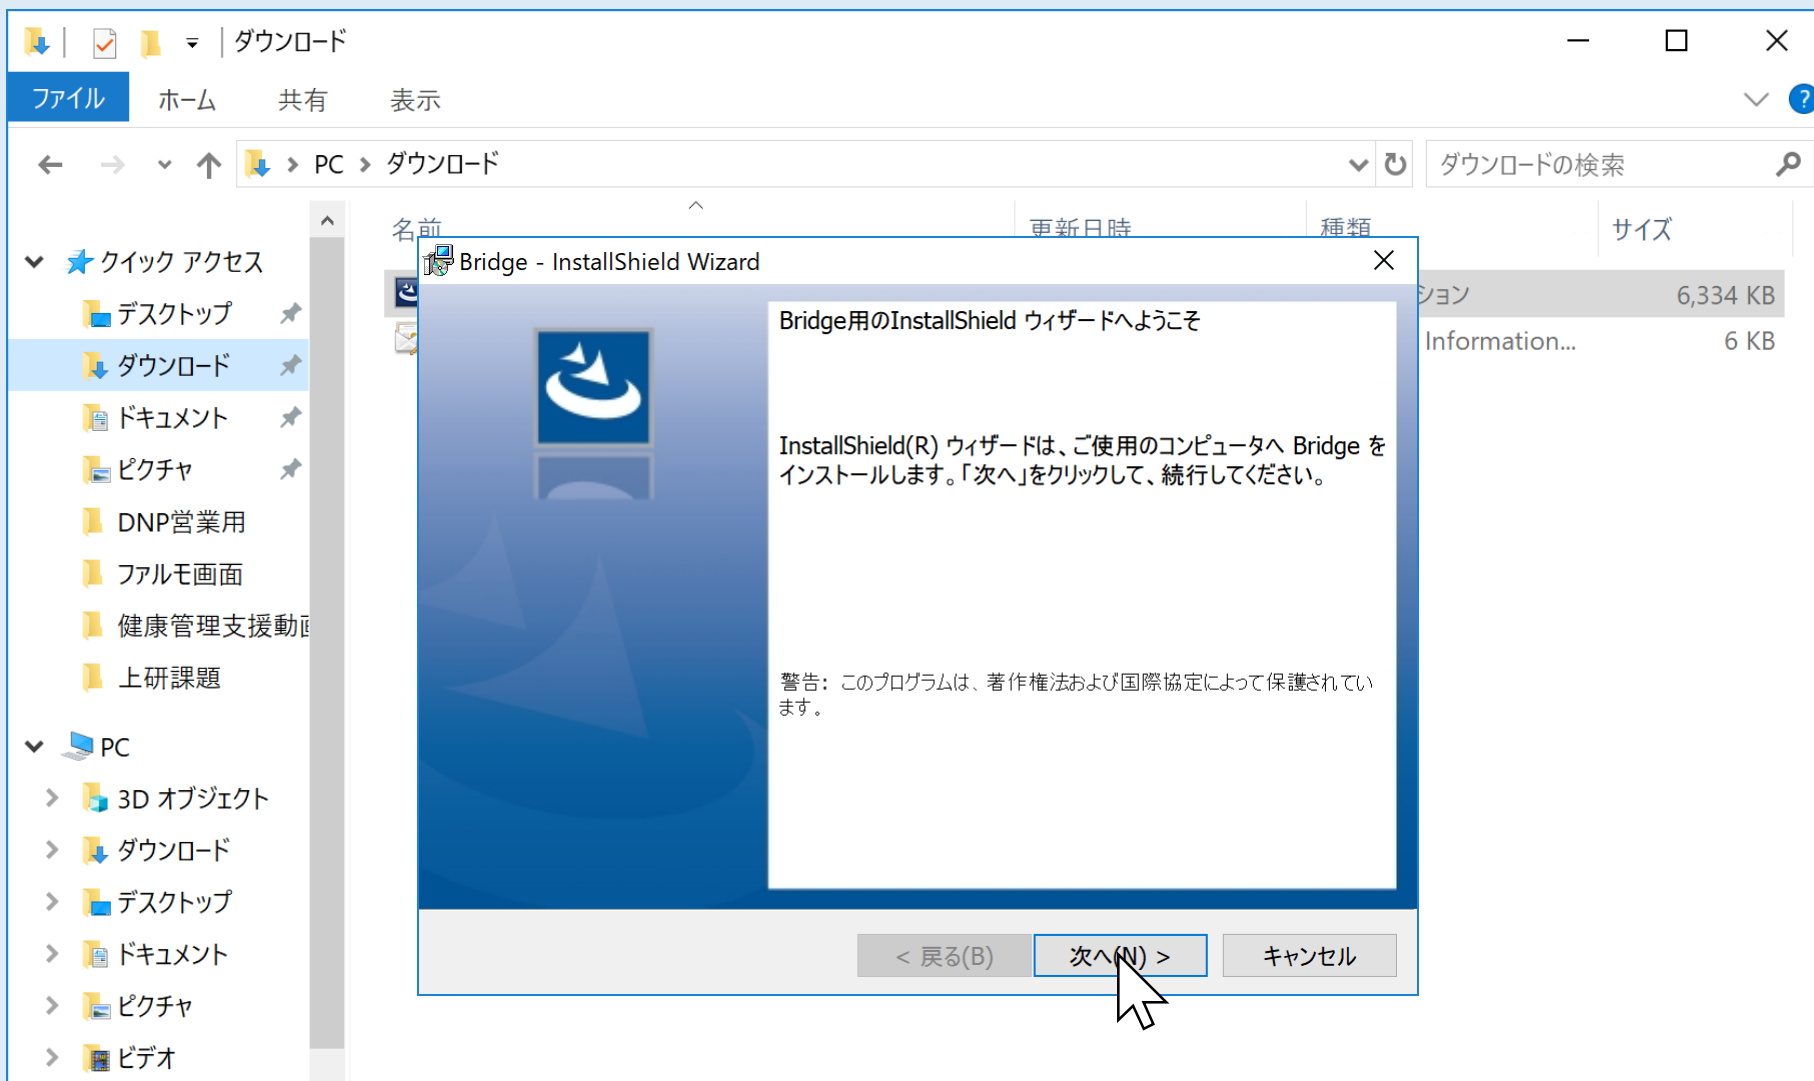 ダウンロード
ファイル ホーム 共有 表示
?
PC ダウンロード
ダウンロードの検索
名前 更新日時 種類 サイズ
クイック アクセス
デスクトップ
ダウンロード
ドキュメント
ピクチャ
DNP営業用
ファルモ画面
健康管理支援動画
上研課題
PC
3D オブジェクト
ダウンロード
デスクトップ
ドキュメント
ピクチャ
ビデオ
ション 6,334 KB
Information... 6 KB
Bridge - InstallShield Wizard
Bridge用のInstallShield ウィザードへようこそ
InstallShield(R) ウィザードは、ご使用のコンピュータへ Bridge を
インストールします。「次へ」をクリックして、続行してください。
警告: このプログラムは、著作権法および国際協定によって保護されてい
ます。
< 戻る(B) 次へ(N) > キャンセル